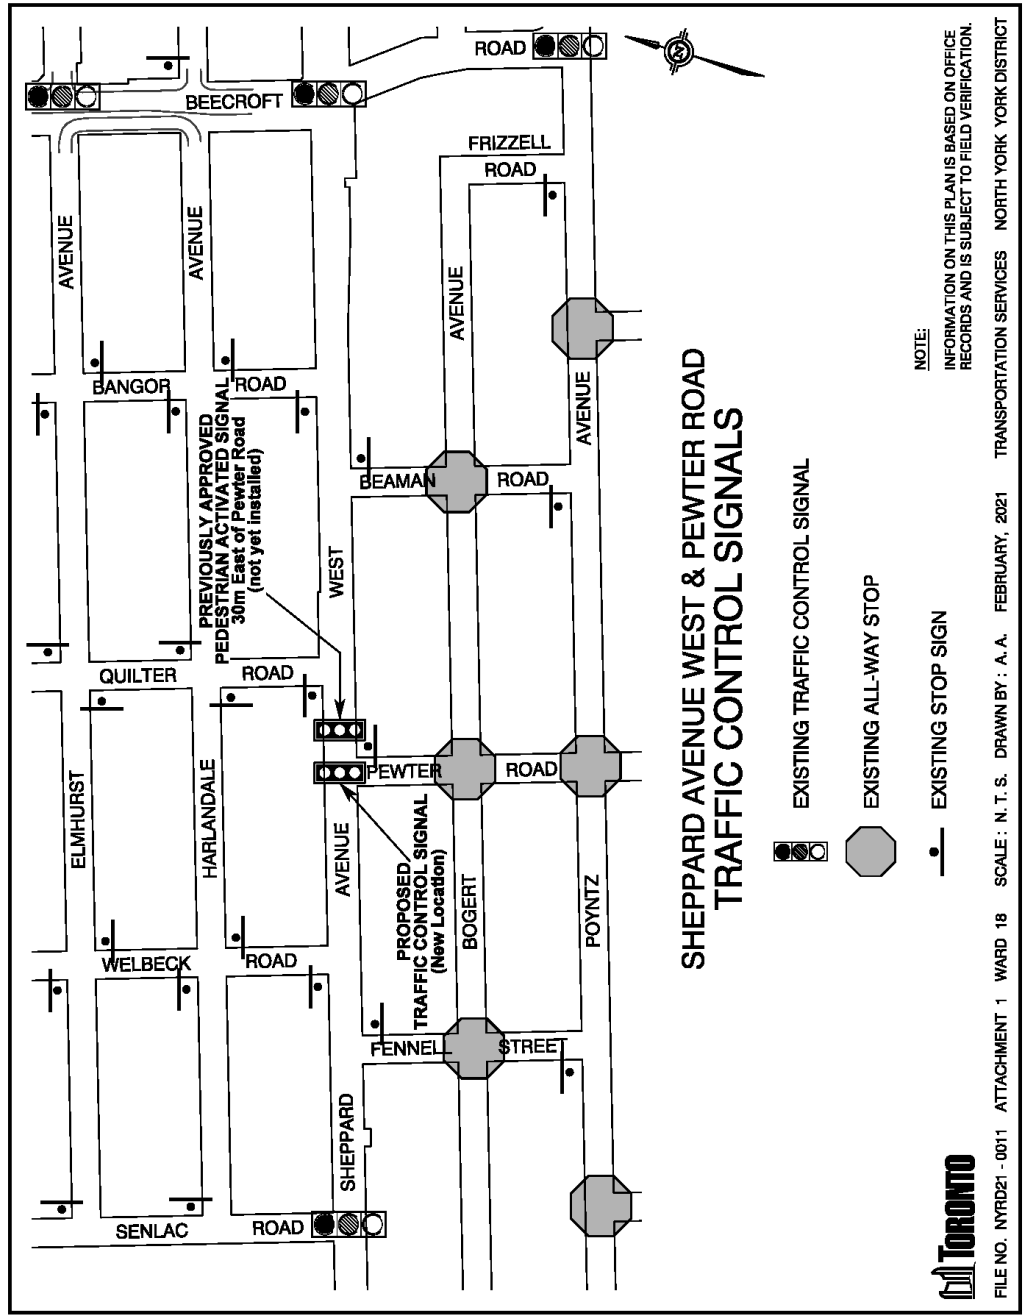 ROAD
BEECROFT
FRIZZELL
ROAD
AVENUE
AVENUE
AVENUE
AVENUE
BANGOR
ROAD
BEAMAN
ROAD
PREVIOUSLY APPROVED
PEDESTRIAN ACTIVATED SIGNAL
30m East of Pewter Road
(not yet installed)
WEST
QUILTER
ROAD
PEWTER
ROAD
ELMHURST
HARLANDALE
AVENUE
PROPOSED
TRAFFIC CONTROL SIGNAL
(New Location)
BOGERT
POYNTZ
WELBECK
ROAD
FENNEL
STREET
SHEPPARD
SENLAC
ROAD
N
SHEPPARD AVENUE WEST & PEWTER ROAD
TRAFFIC CONTROL SIGNALS
EXISTING TRAFFIC CONTROL SIGNAL
EXISTING ALL-WAY STOP
EXISTING STOP SIGN
NOTE:
INFORMATION ON THIS PLAN IS BASED ON OFFICE
RECORDS AND IS SUBJECT TO FIELD VERIFICATION.
TORONTO
FILE NO. NYRD21 - 0011 ATTACHMENT 1 WARD 18 SCALE : N. T. S. DRAWN BY : A. A. FEBRUARY, 2021 TRANSPORTATION SERVICES NORTH YORK YORK DISTRICT